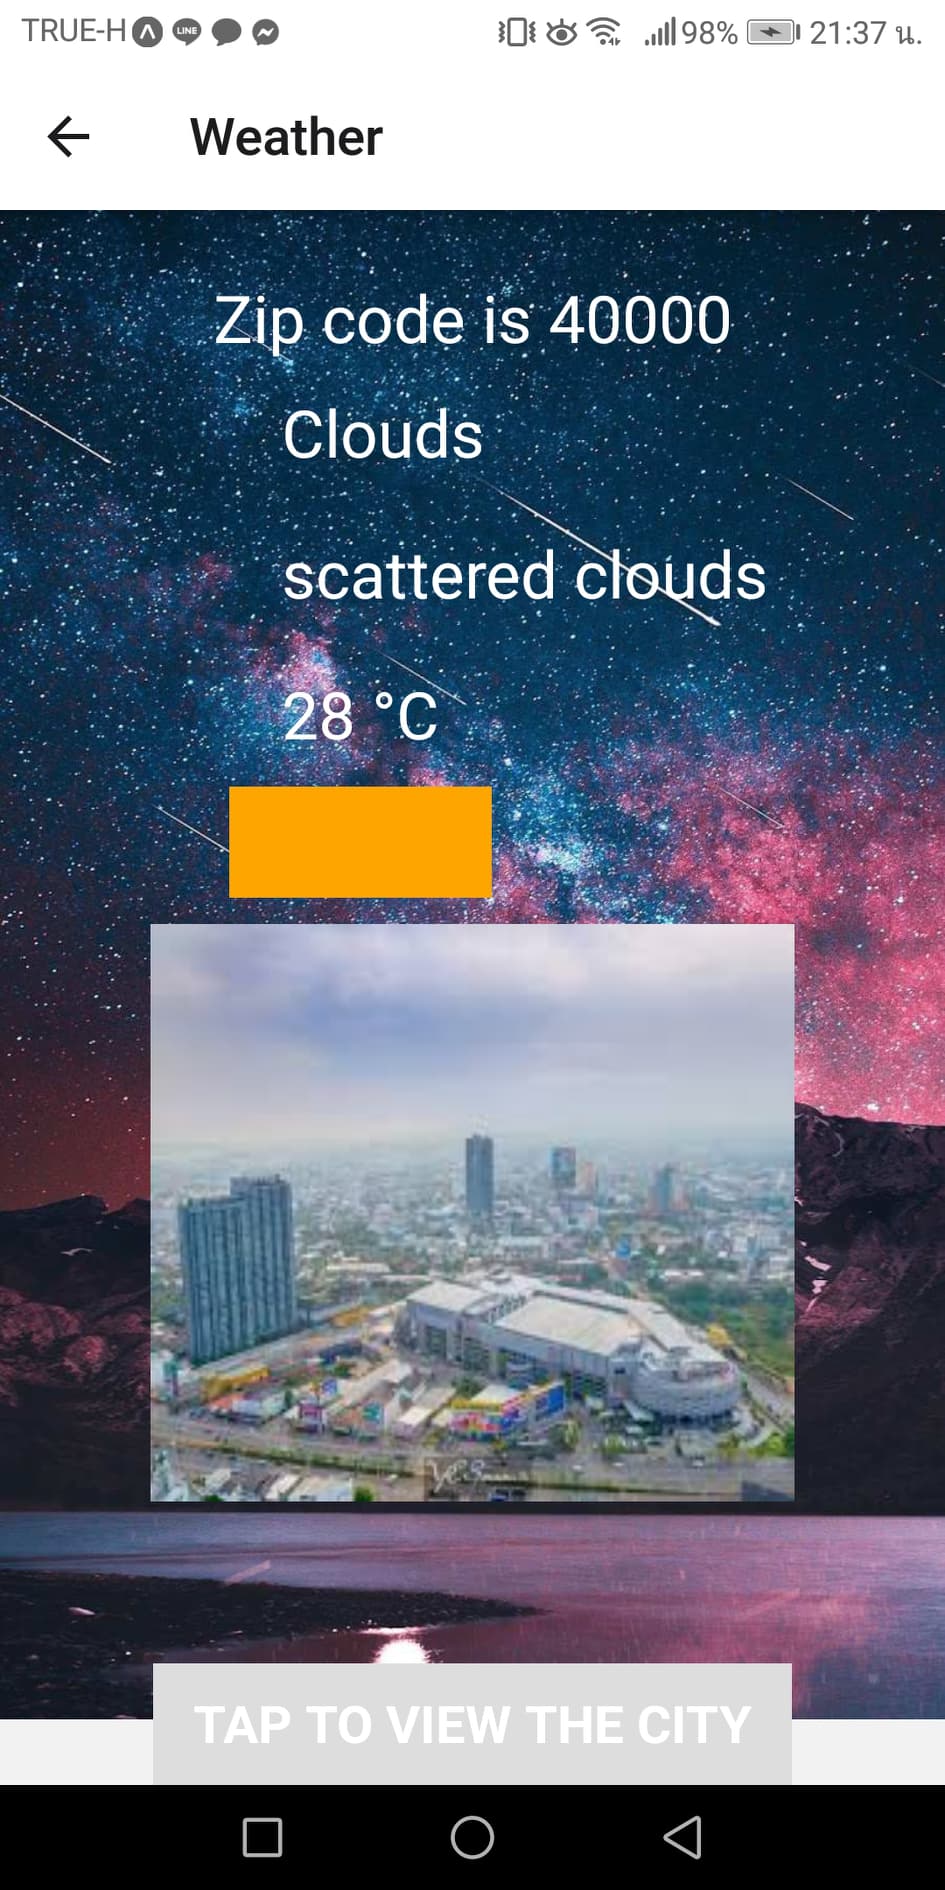 TRUE-H LINE 98% 21:37 น.
Weather
Zip code is 40000
Clouds
scattered clouds
28 °C
TAP TO VIEW THE CITY